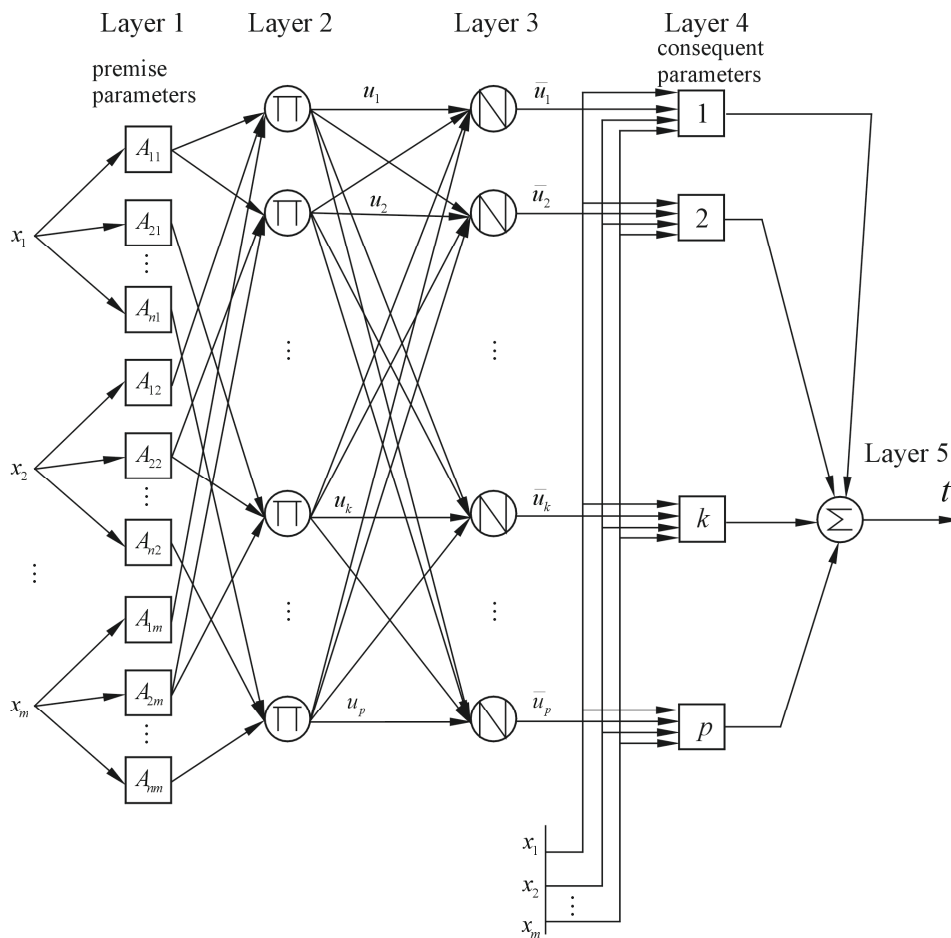 Layer 1
Layer 2
Layer 3
Layer 4
premise
parameters
consequent
parameters
x₁
x₂
⋮
xₘ
A₁₁
A₂₁
⋮
Aₙ₁
A₁₂
A₂₂
⋮
Aₙ₂
A₁ₘ
A₂ₘ
⋮
Aₙₘ
Π
Π
⋮
Π
⋮
Π
u₁
u₂
uₖ
uₚ
N
N
⋮
N
⋮
N
ū₁
ū₂
ūₖ
ūₚ
1
2
k
p
Layer 5
Σ
t
x₁
x₂
⋮
xₘ